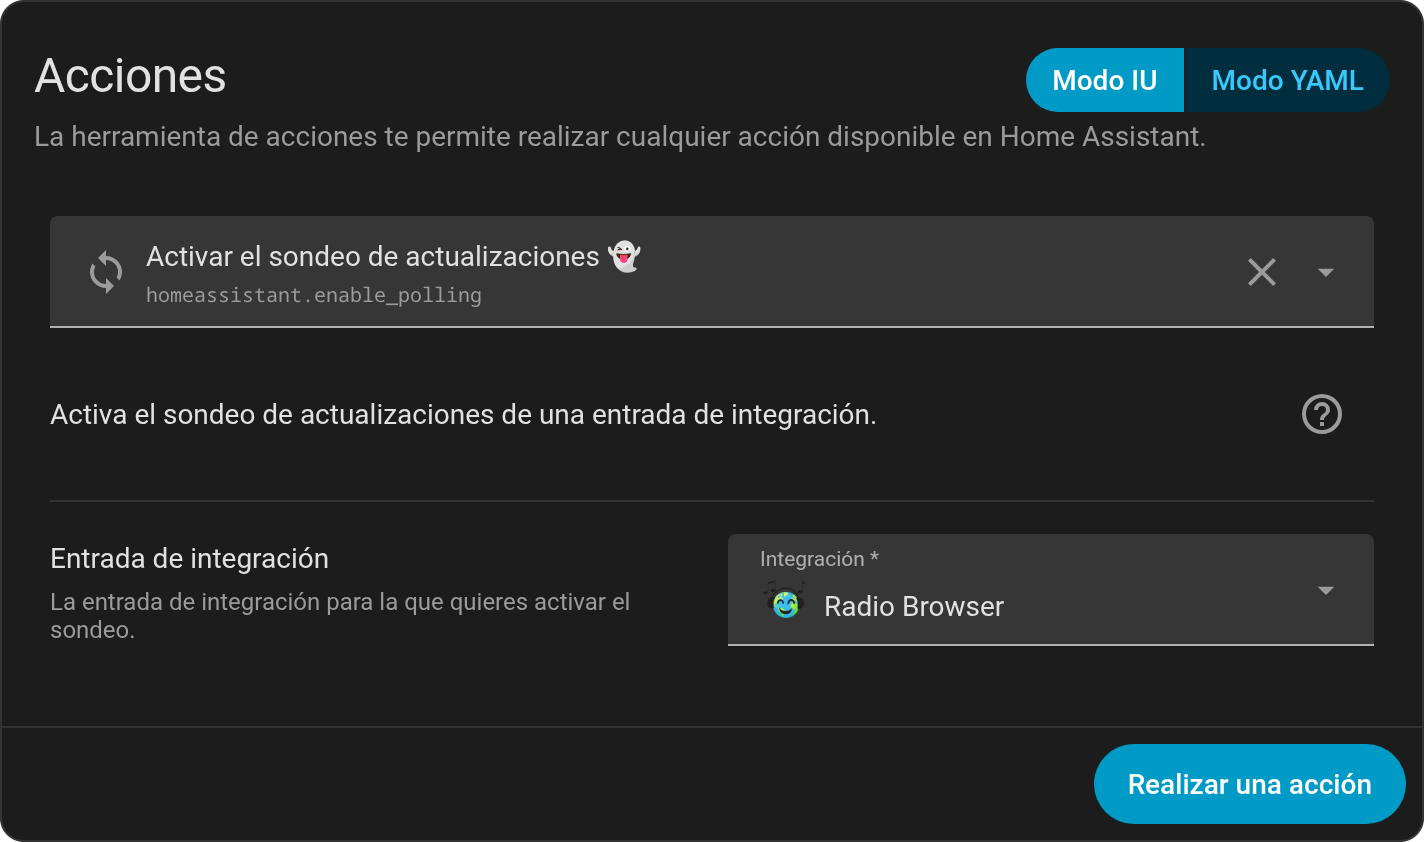 Acciones
Modo IU
Modo YAML
La herramienta de acciones te permite realizar cualquier acción disponible en Home Assistant.
Activar el sondeo de actualizaciones 👻
homeassistant.enable_polling
Activa el sondeo de actualizaciones de una entrada de integración.
Entrada de integración
La entrada de integración para la que quieres activar el
sondeo.
Integración *
Radio Browser
Realizar una acción